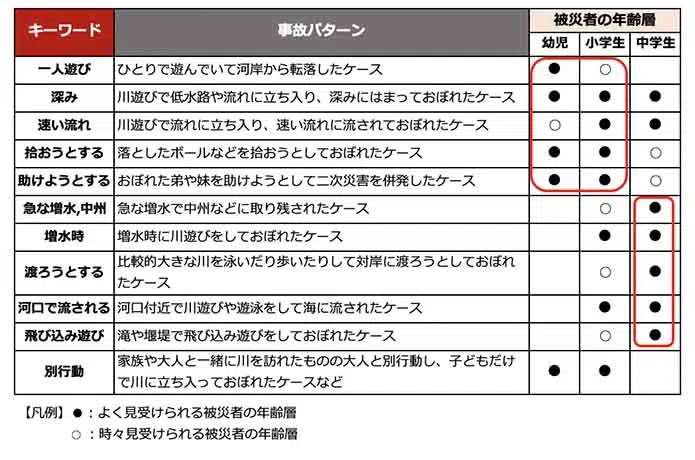 キーワード 事故パターン 被災者の年齢層
幼児 小学生 中学生
一人遊び ひとりで遊んでいて河岸から転落したケース ● ○
深み 川遊びで低水路や流れに立ち入り、深みにはまっておぼれたケース ● ● ●
速い流れ 川遊びで流れに立ち入り、速い流れに流されておぼれたケース ○ ● ●
拾おうとする 落としたボールなどを拾おうとしておぼれたケース ● ● ○
助けようとする おぼれた弟や妹を助けようとして二次災害を併発したケース ● ● ○
急な増水,中州 急な増水で中州などに取り残されたケース ○ ●
増水時 増水時に川遊びをしておぼれたケース ● ●
渡ろうとする 比較的大きな川を泳いだり歩いたりして対岸に渡ろうとしておぼれ
たケース ○ ●
河口で流される 河口付近で川遊びや遊泳をして海に流されたケース ● ●
飛び込み遊び 滝や堰堤で飛び込み遊びをしておぼれたケース ○ ●
別行動 家族や大人と一緒に川を訪れたものの大人と別行動し、子どもだけ
で川に立ち入っておぼれたケースなど ● ●
【凡例】●：よく見受けられる被災者の年齢層
○：時々見受けられる被災者の年齢層